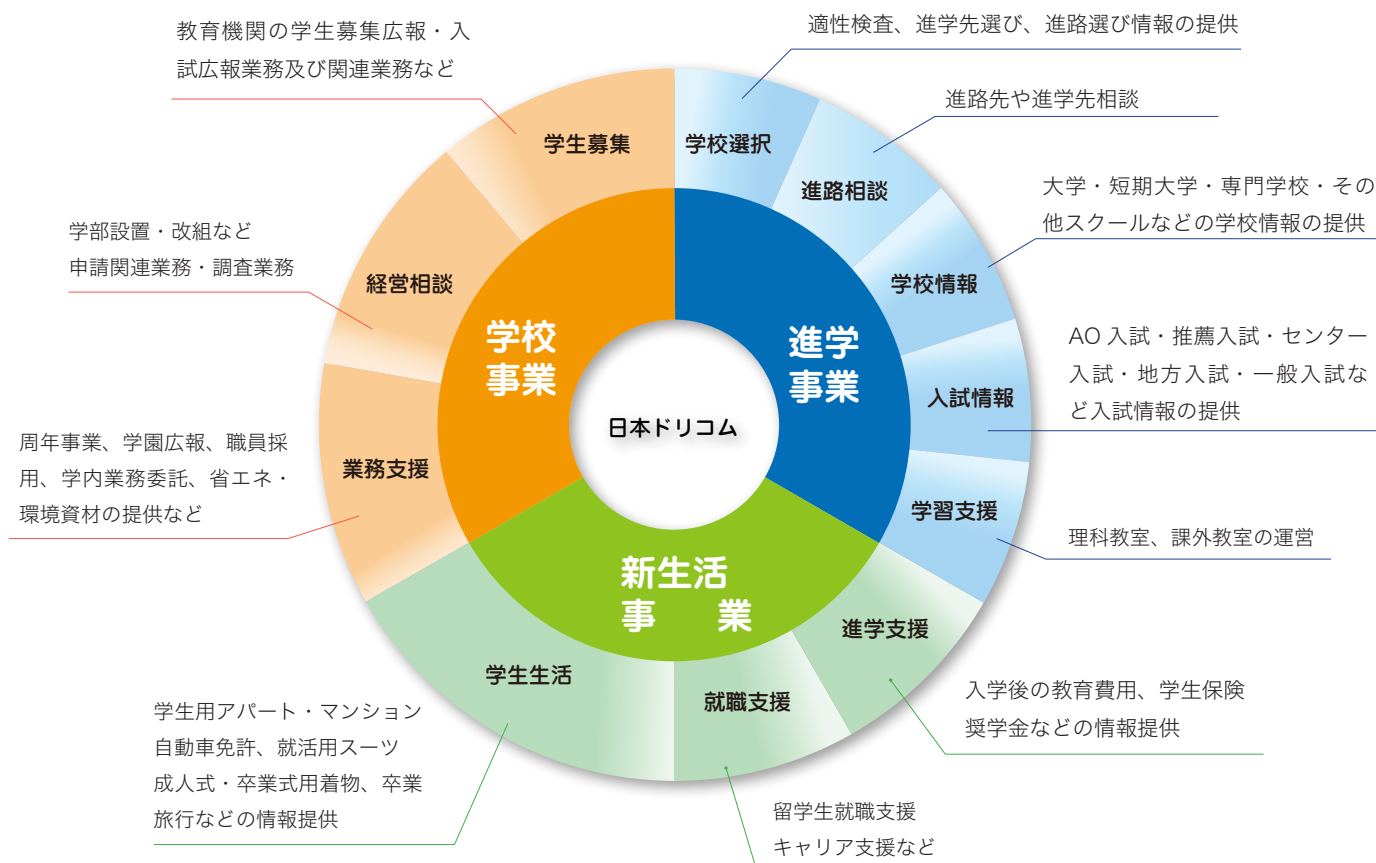 教育機関の学生募集広報・入
試広報業務及び関連業務など
適性検査、進学先選び、進路選び情報の提供
進路先や進学先相談
学生募集
学校選択
進路相談
大学・短期大学・専門学校・その
他スクールなどの学校情報の提供
学部設置・改組など
申請関連業務・調査業務
経営相談
学校情報
学校
事業
進学
事業
AO 入試・推薦入試・センター
入試・地方入試・一般入試な
ど入試情報の提供
入試情報
日本ドリコム
周年事業、学園広報、職員採
用、学内業務委託、省エネ・
環境資材の提供など
業務支援
学習支援
理科教室、課外教室の運営
新生活
事　業
進学支援
学生生活
就職支援
入学後の教育費用、学生保険
奨学金などの情報提供
学生用アパート・マンション
自動車免許、就活用スーツ
成人式・卒業式用着物、卒業
旅行などの情報提供
留学生就職支援
キャリア支援など